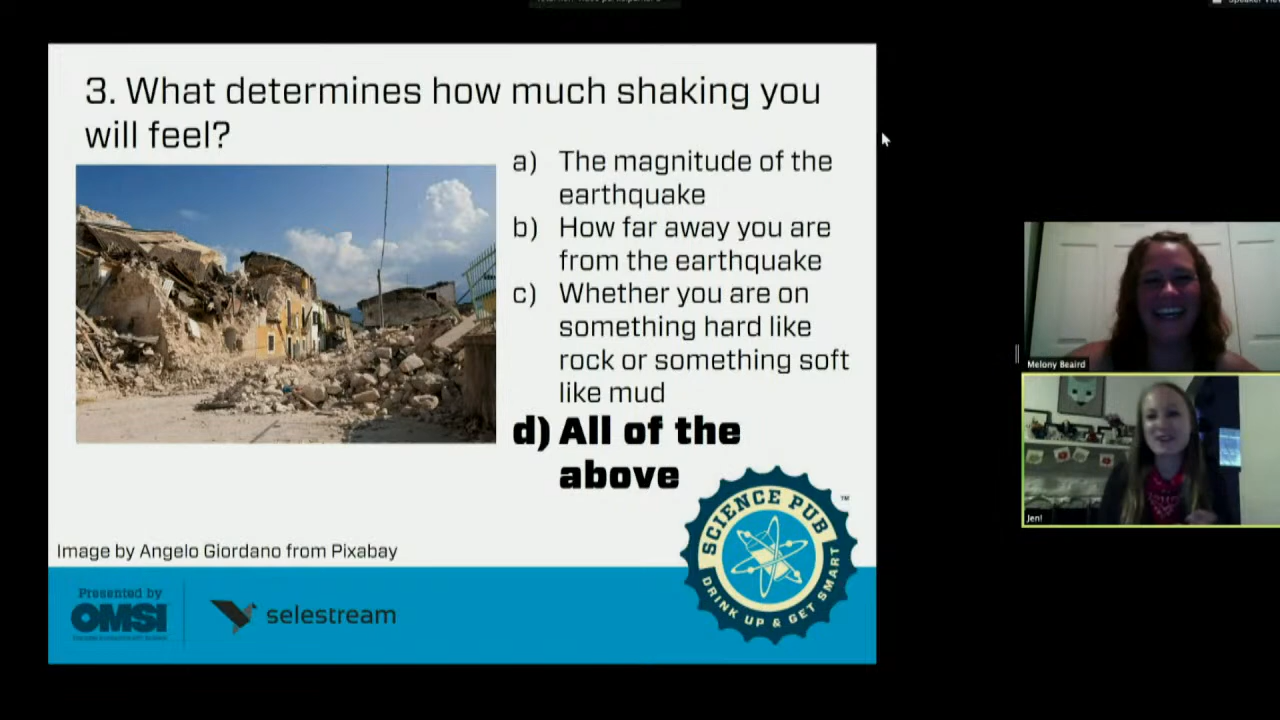 3. What determines how much shaking you
will feel?
a) The magnitude of the
earthquake
b) How far away you are
from the earthquake
c) Whether you are on
something hard like
rock or something soft
like mud
d) All of the
above
Image by Angelo Giordano from Pixabay
Presented by
OMSI
selestream
SCIENCE PUB
DRINK UP & GET SMART
TM
Melony Beaird
Jen!